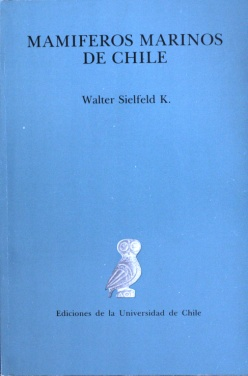 MAMIFEROS MARINOS
DE CHILE
Walter Sielfeld K.
Ediciones de la Universidad de Chile